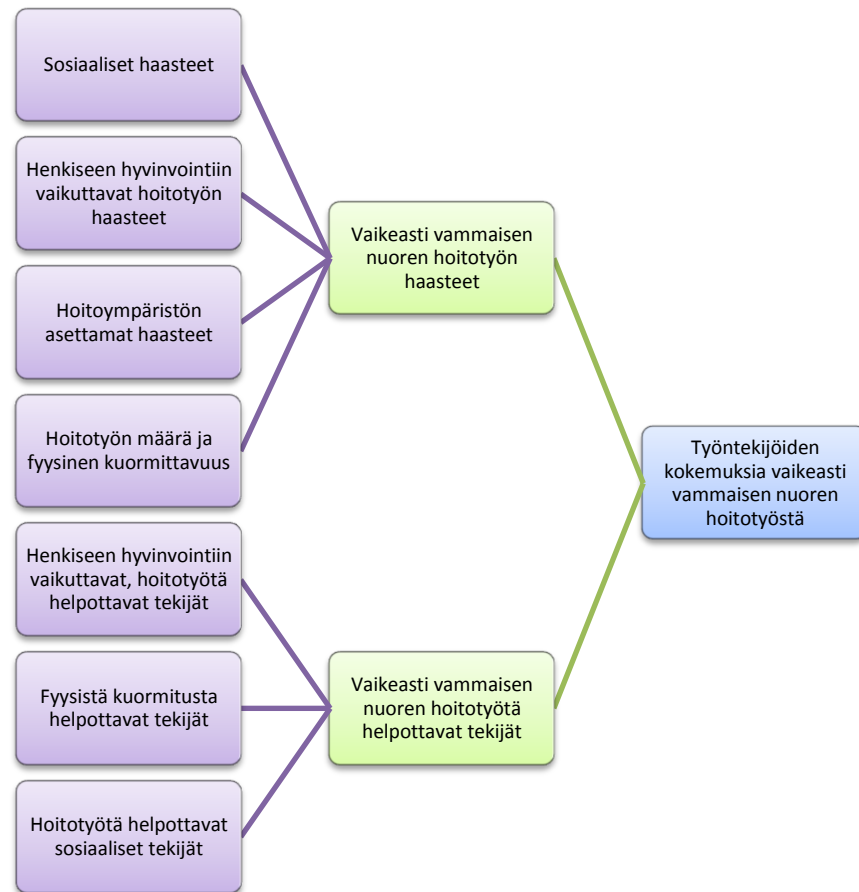 Sosiaaliset haasteet
Henkiseen hyvinvointiin
vaikuttavat hoitotyön
haasteet
Hoitoympäristön
asettamat haasteet
Hoitotyön määrä ja
fyysinen kuormittavuus
Henkiseen hyvinvointiin
vaikuttavat, hoitotyötä
helpottavat tekijät
Fyysistä kuormitusta
helpottavat tekijät
Hoitotyötä helpottavat
sosiaaliset tekijät
Vaikeasti vammaisen
nuoren hoitotyön
haasteet
Vaikeasti vammaisen
nuoren hoitotyötä
helpottavat tekijät
Työntekijöiden
kokemuksia vaikeasti
vammaisen nuoren
hoitotyöstä